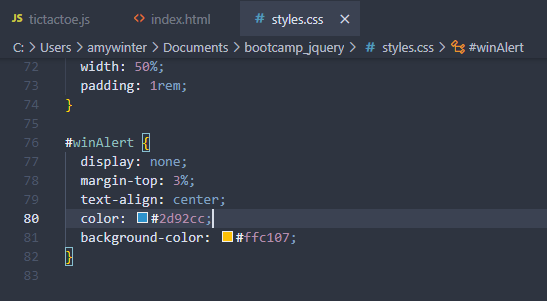 JS tictactoe.js <> index.html # styles.css ×
C: > Users > amywinter > Documents > bootcamp_jquery > # styles.css > #winAlert
72 width: 50%;
73 padding: 1rem;
74 }
75
76 #winAlert {
77 display: none;
78 margin-top: 3%;
79 text-align: center;
80 color: #2d92cc;
81 background-color: #ffc107;
82 }
83